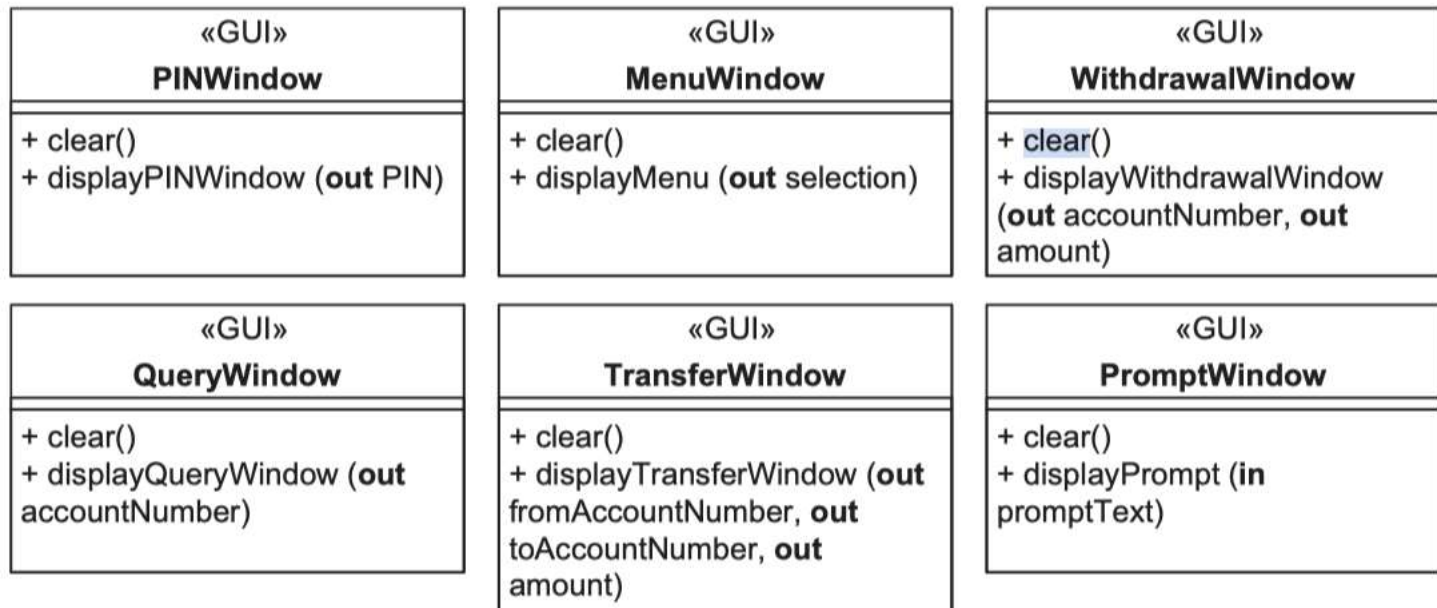 «GUI»
PINWindow
+ clear()
+ displayPINWindow (out PIN)
«GUI»
MenuWindow
+ clear()
+ displayMenu (out selection)
«GUI»
WithdrawalWindow
+ clear()
+ displayWithdrawalWindow
(out accountNumber, out
amount)
«GUI»
QueryWindow
+ clear()
+ displayQueryWindow (out
accountNumber)
«GUI»
TransferWindow
+ clear()
+ displayTransferWindow (out
fromAccountNumber, out
toAccountNumber, out
amount)
«GUI»
PromptWindow
+ clear()
+ displayPrompt (in
promptText)